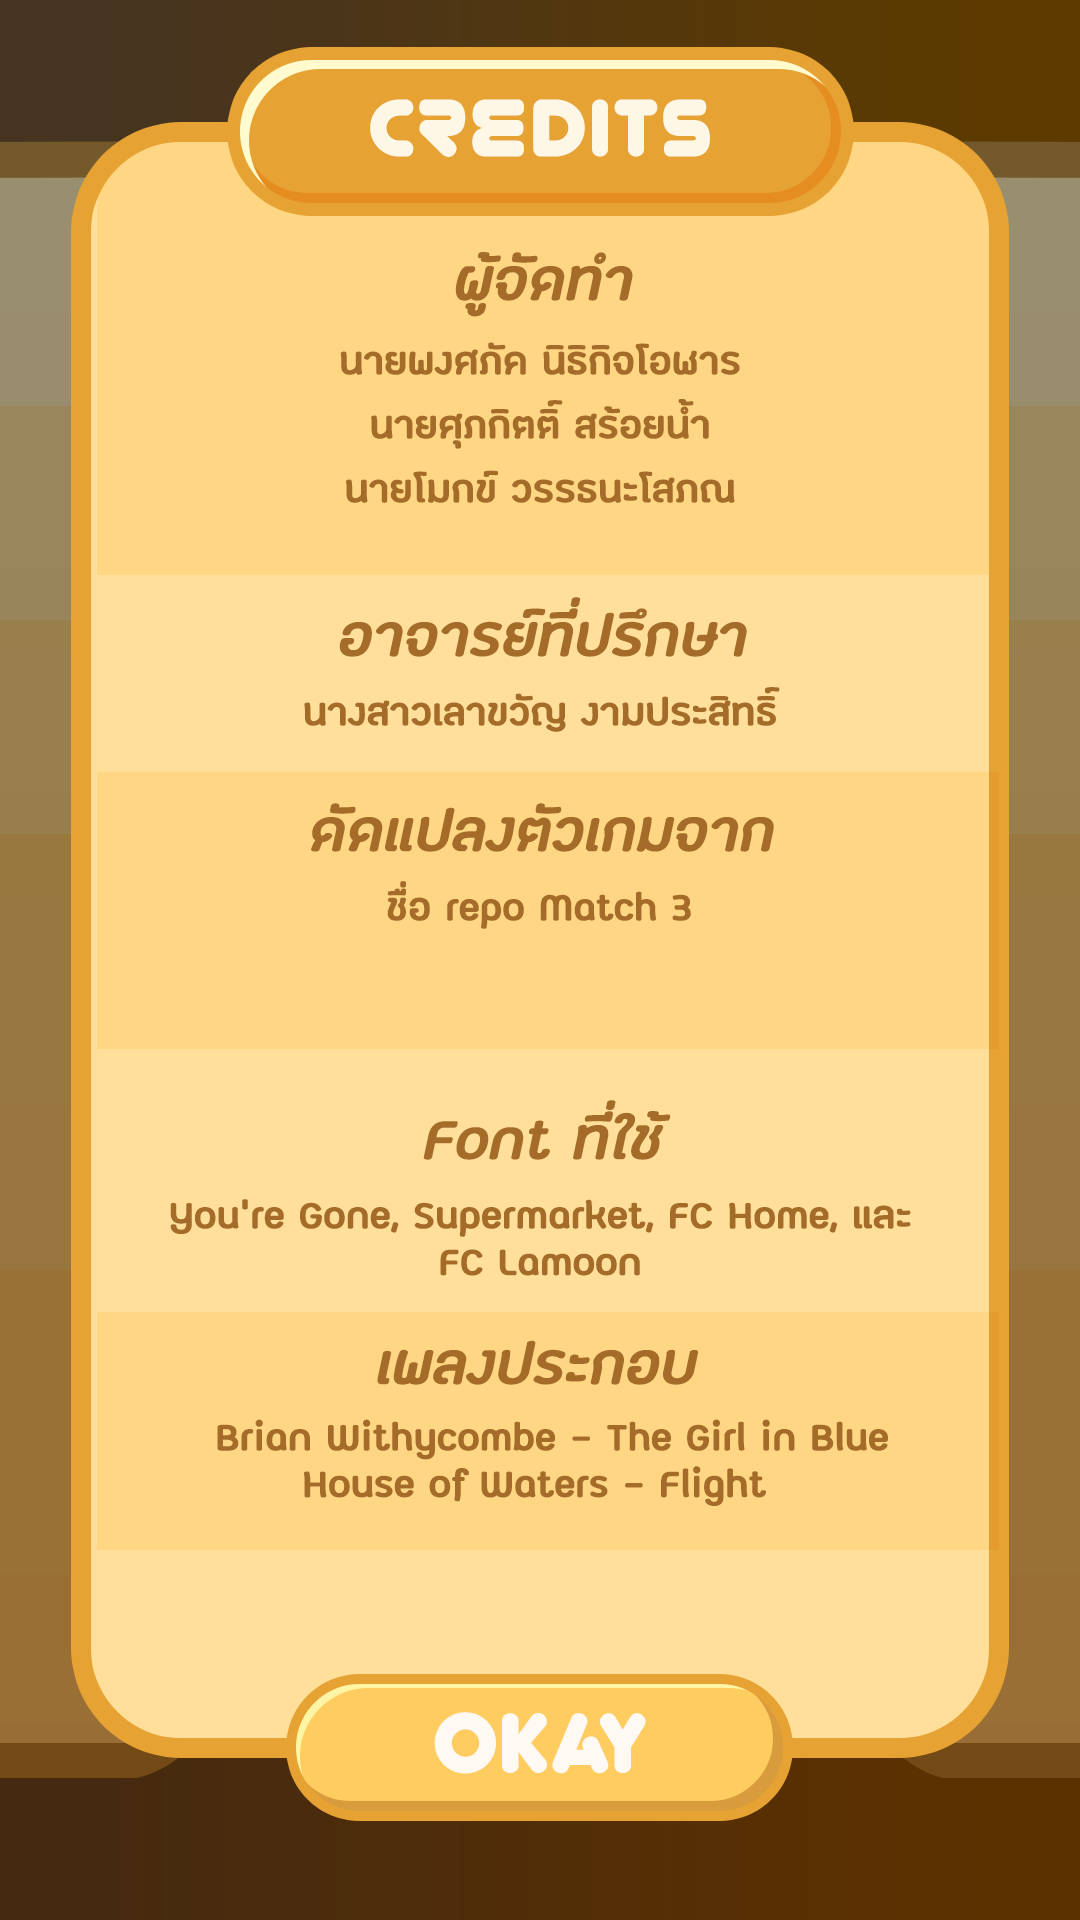 CREDITS
ผู้จัดทำ
นายพงศภัค นิธิกิจโอฬาร
นายศุภกิตติ์ สร้อยน้ำ
นายโมกข์ วรรธนะโสภณ
อาจารย์ที่ปรึกษา
นางสาวเลาขวัญ งามประสิทธิ์
ดัดแปลงตัวเกมจาก
ชื่อ repo Match 3
Font ที่ใช้
You're Gone, Supermarket, FC Home, และ
FC Lamoon
เพลงประกอบ
Brian Withycombe - The Girl in Blue
House of Waters - Flight
OKAY